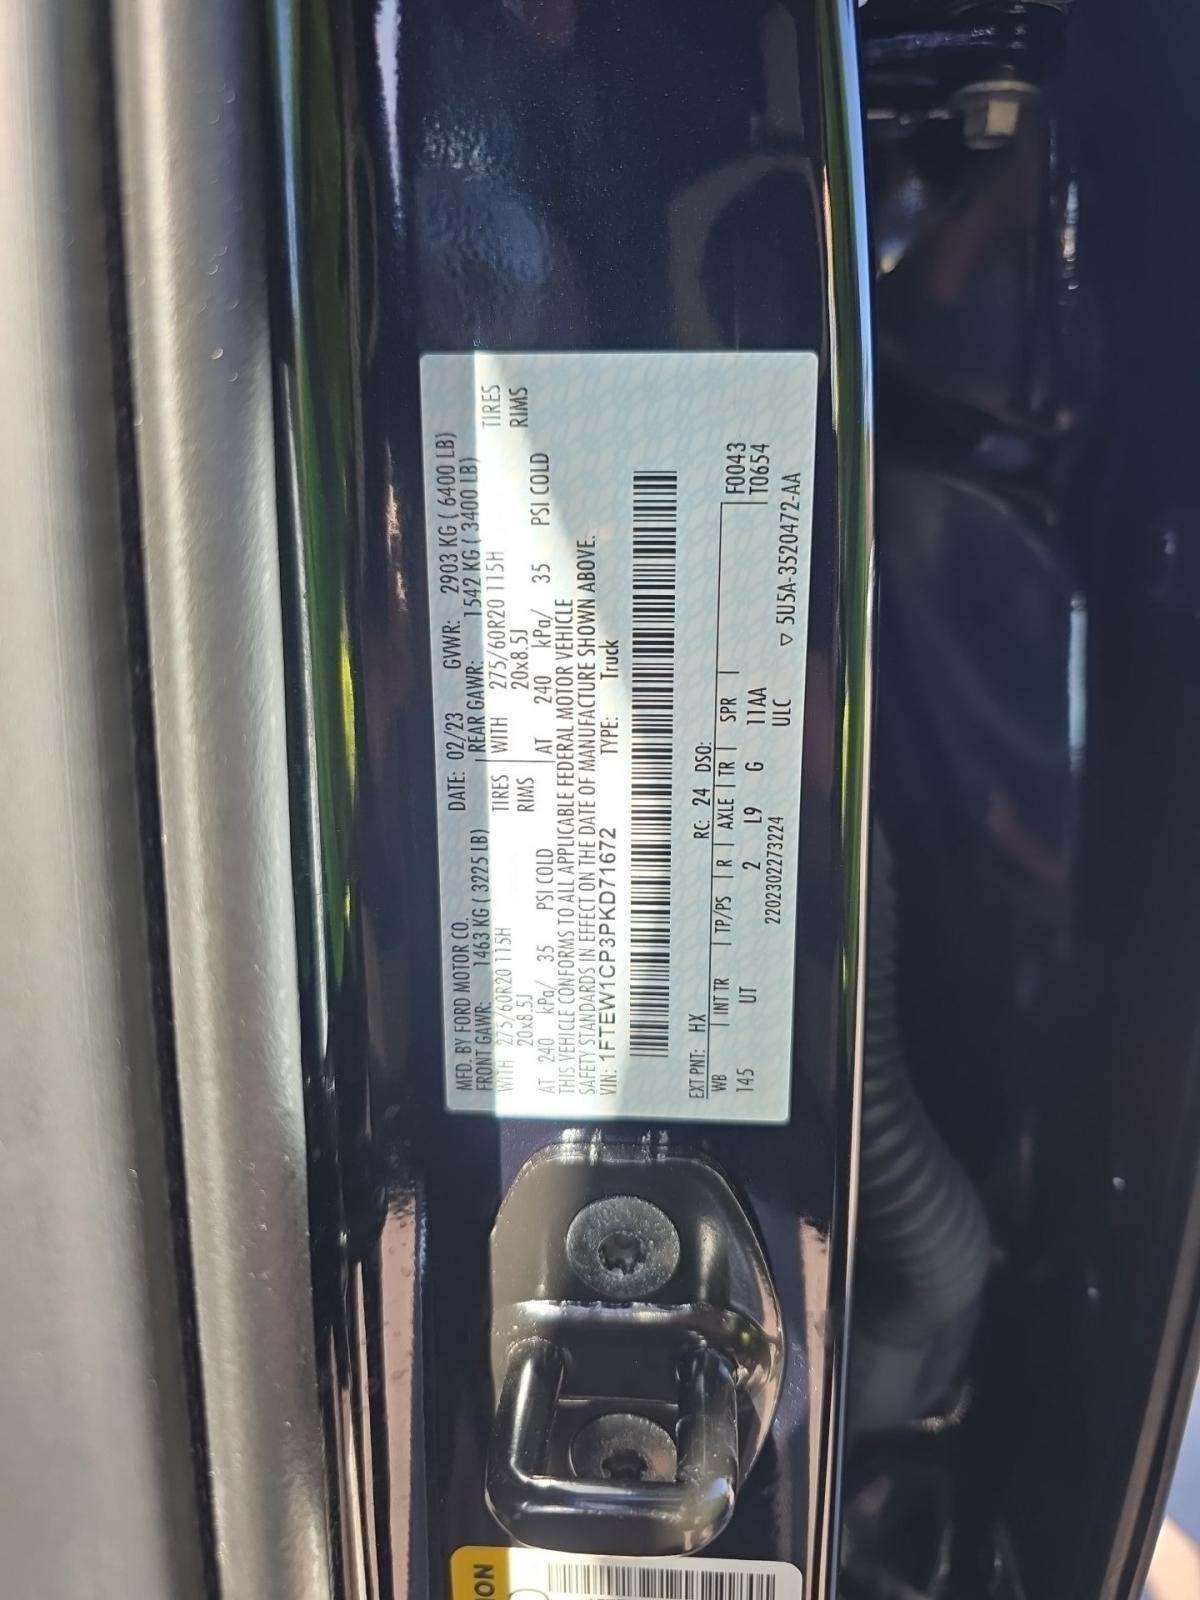 MFD. BY FORD MOTOR CO. DATE: 02/23 GVWR: 2903 KG ( 6400 LB)
FRONT GAWR: 1463 KG ( 3225 LB) REAR GAWR: 1542 KG ( 3400 LB)
WITH 275/60R20 115H TIRES WITH 275/60R20 115H TIRES
20x8.5J RIMS 20x8.5J RIMS
AT 240 kPa/ 35 PSI COLD AT 240 kPa/ 35 PSI COLD
THIS VEHICLE CONFORMS TO ALL APPLICABLE FEDERAL MOTOR VEHICLE
SAFETY STANDARDS IN EFFECT ON THE DATE OF MANUFACTURE SHOWN ABOVE.
VIN: 1FTEW1CP3PKD71672 TYPE: Truck
EXT PNT: HX RC: 24 DSO:
WB INT TR TP/PS R AXLE TR SPR F0043
145 UT 2 L9 G 11AA T0654
2202302273224 ULC ▽ 5U5A-3520472-AA
ION